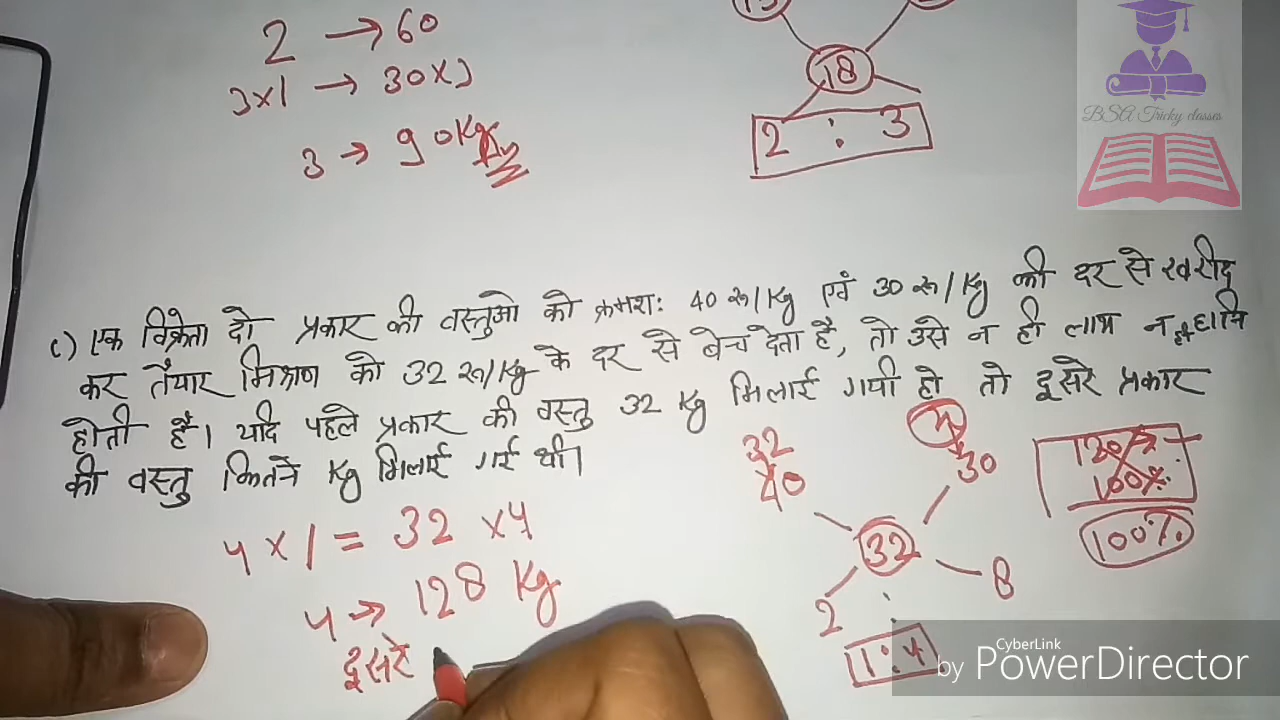 2 → 60
3×1 → 30×3
3 → 90Kg
18
2 : 3
BSA Tricky classes
c) एक विक्रेता दो प्रकार की वस्तुओ को क्रमशः 40 रू/Kg एवं 30 रू/Kg की दर से खरीद
कर तैयार मिश्रण को 32 रू/Kg के दर से बेच देता है, तो उसे न ही लाभ न ही हानि
होती है। यदि पहले प्रकार की वस्तु 32 Kg मिलाई गयी हो तो दूसरे प्रकार
की वस्तु कितने Kg मिलाई गई थी।
32
40
30
32
2 : 8
1:4
100%
100%
4×1 = 32 ×4
4 → 128 Kg
दूसरे
CyberLink
by PowerDirector